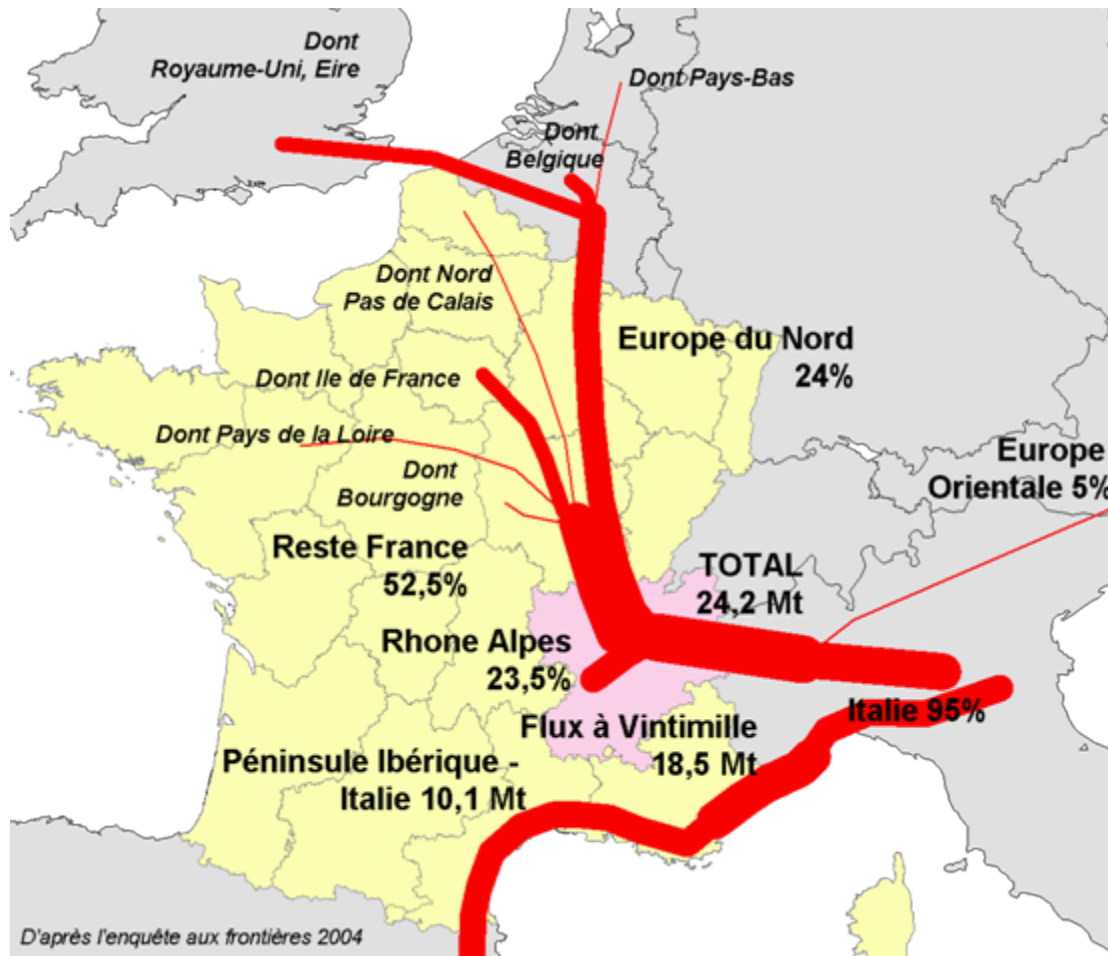 Dont
Royaume-Uni, Eire
Dont Pays-Bas
Dont
Belgique
Dont Nord
Pas de Calais
Europe du Nord
24%
Dont Ile de France
Dont Pays de la Loire
Dont
Bourgogne
Europe
Orientale 5%
Reste France
52,5%
TOTAL
24,2 Mt
Rhone Alpes
23,5%
Italie 95%
Flux à Vintimille
18,5 Mt
Péninsule Ibérique -
Italie 10,1 Mt
D'après l'enquête aux frontières 2004